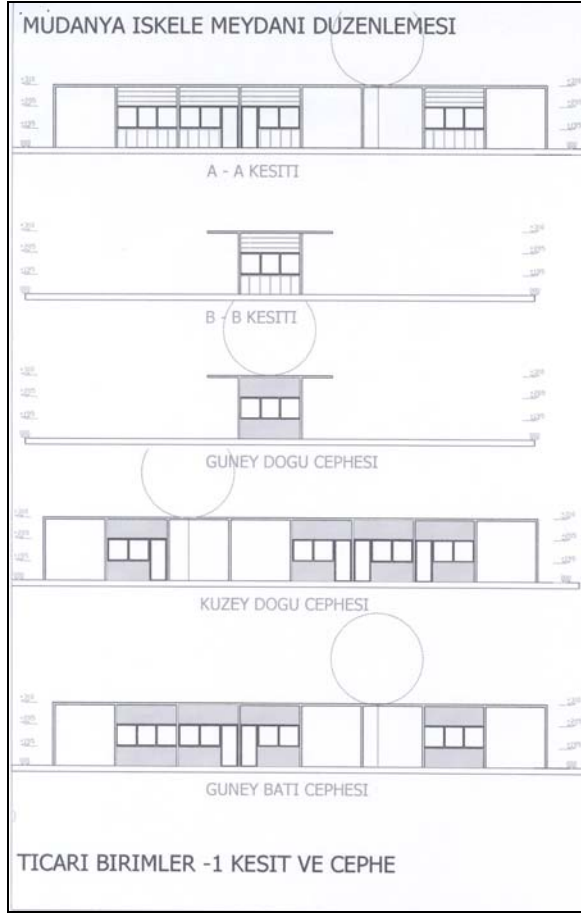 MUDANYA ISKELE MEYDANI DUZENLEMESI
A - A KESITI
B - B KESITI
GUNEY DOGU CEPHESI
KUZEY DOGU CEPHESI
GUNEY BATI CEPHESI
TICARI BIRIMLER -1 KESIT VE CEPHE